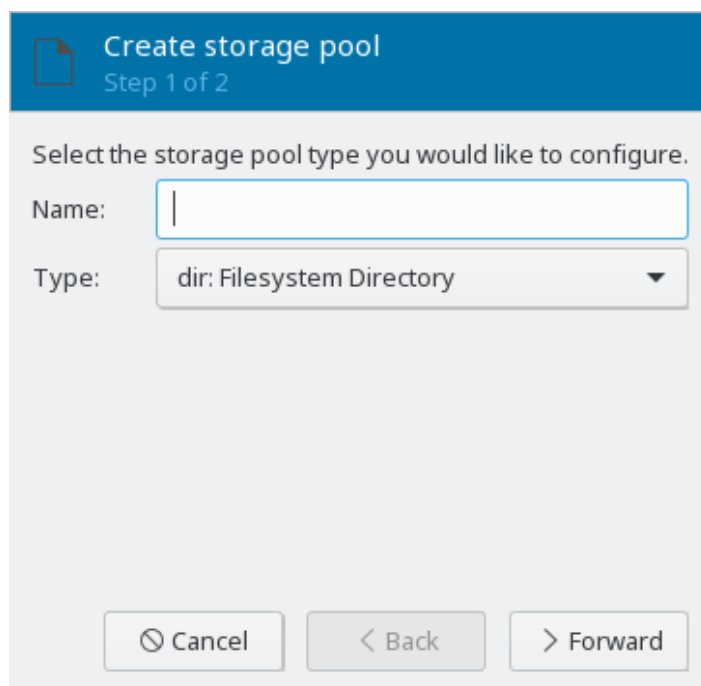 Create storage pool
Step 1 of 2
Select the storage pool type you would like to configure.
Name:
Type: dir: Filesystem Directory
Cancel Back Forward